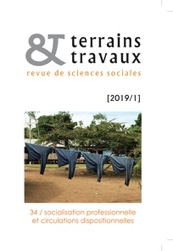 & terrains
travaux
revue de sciences sociales
[2019/1]
34 / socialisation professionnelle
et circulations dispositionnelles